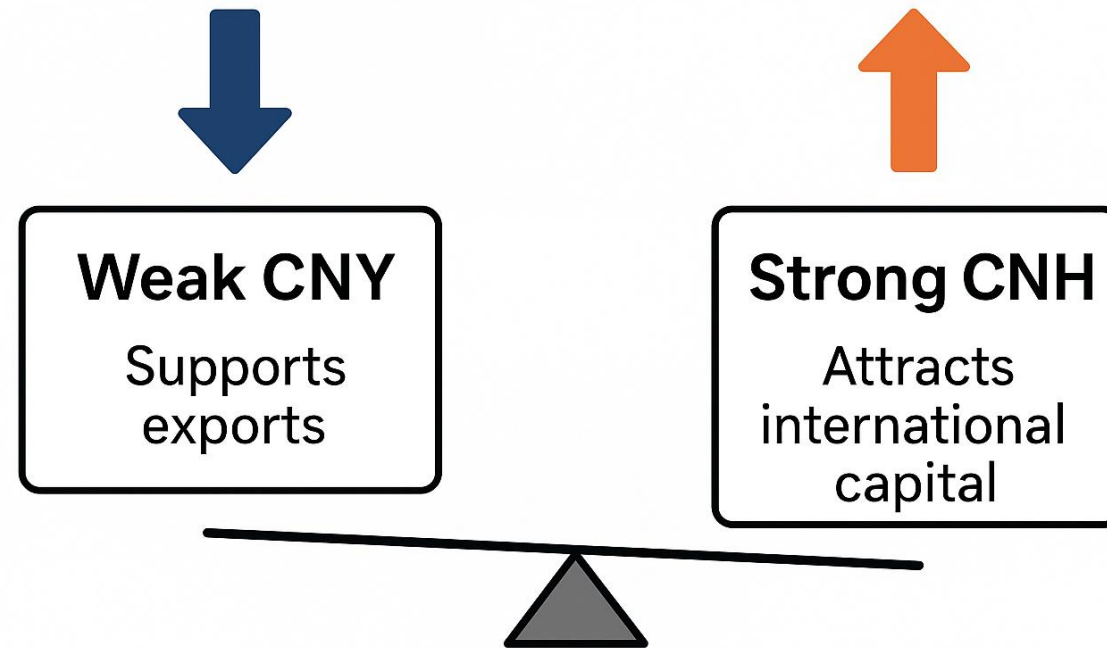 Weak CNY
Supports
exports
Strong CNH
Attracts
international
capital